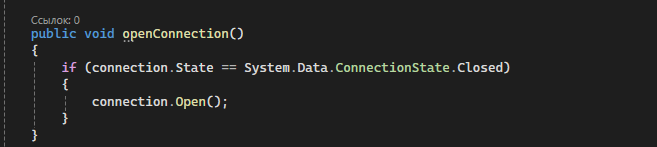 Ссылок: 0
public void openConnection()
{
if (connection.State == System.Data.ConnectionState.Closed)
{
connection.Open();
}
}